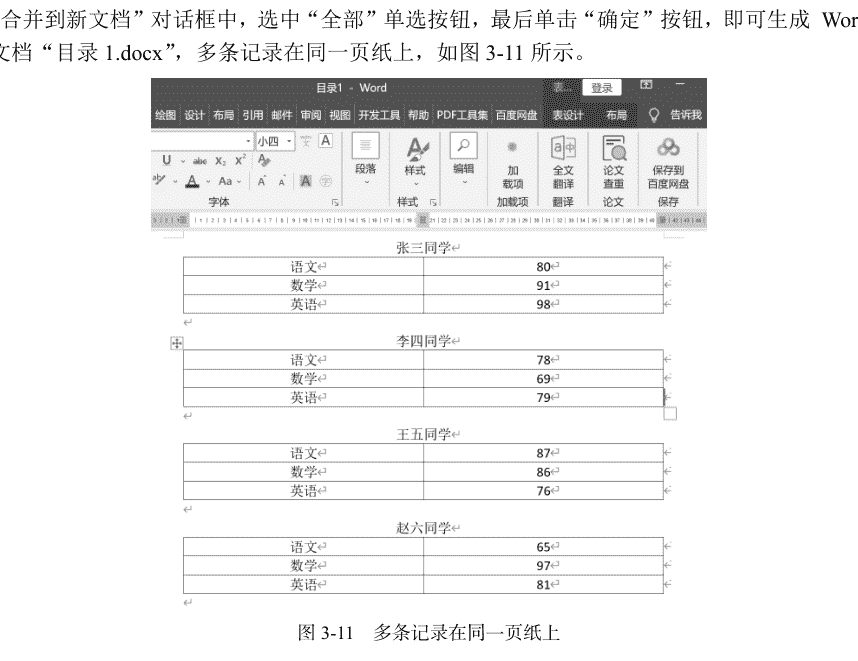 合并到新文档”对话框中，选中“全部”单选按钮，最后单击“确定”按钮，即可生成 Wor
文档“目录 1.docx”，多条记录在同一页纸上，如图 3-11 所示。
目录1 - Word
表...
登录
绘图 设计 布局 引用 邮件 审阅 视图 开发工具 帮助 PDF工具集 百度网盘 表设计 布局 告诉我
小四 A
U abc X₂ X²
A Aa A A A
字体
段落
样式
样式
编辑
加载项
加载项
全文翻译
翻译
论文查重
论文
保存到百度网盘
保存
张三同学
语文 80
数学 91
英语 98
李四同学
语文 78
数学 69
英语 79
王五同学
语文 87
数学 86
英语 76
赵六同学
语文 65
数学 97
英语 81
图 3-11 多条记录在同一页纸上